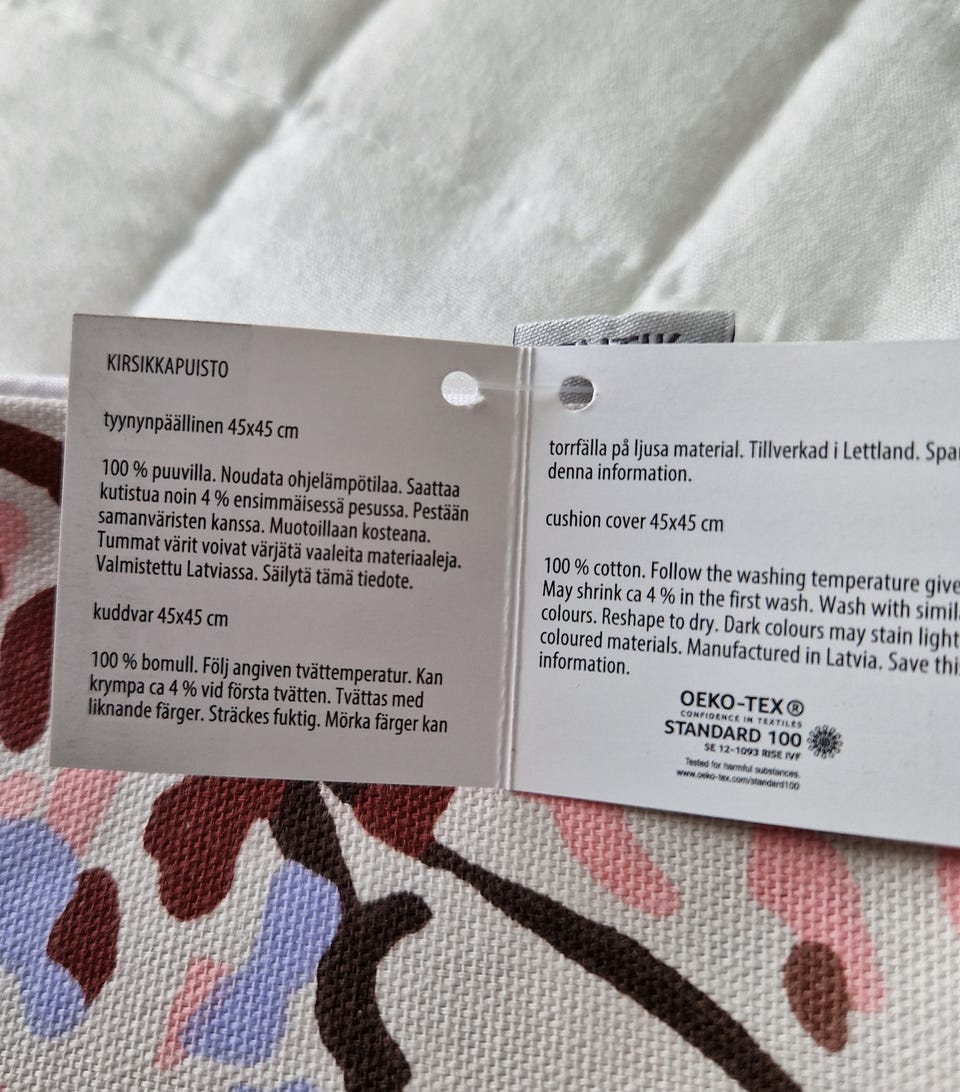 KIRSIKKAPUISTO
tyynynpäällinen 45x45 cm
100 % puuvilla. Noudata ohjelämpötilaa. Saattaa
kutistua noin 4 % ensimmäisessä pesussa. Pestään
samanväristen kanssa. Muotoillaan kosteana.
Tummat värit voivat värjätä vaaleita materiaaleja.
Valmistettu Latviassa. Säilytä tämä tiedote.
kuddvar 45x45 cm
100 % bomull. Följ angiven tvättemperatur. Kan
krympa ca 4 % vid första tvätten. Tvättas med
liknande färger. Sträckes fuktig. Mörka färger kan
torrfälla på ljusa material. Tillverkad i Lettland.
denna information.
cushion cover 45x45 cm
100 % cotton. Follow the washing temperature
May shrink ca 4 % in the first wash. Wash with
colours. Reshape to dry. Dark colours may stain light
coloured materials. Manufactured in Latvia. Save
information.
OEKO-TEX®
CONFIDENCE IN TEXTILES
STANDARD 100
SE 12-1093 RISE IVF
Tested for harmful substances.
www.oeko-tex.com/standard100